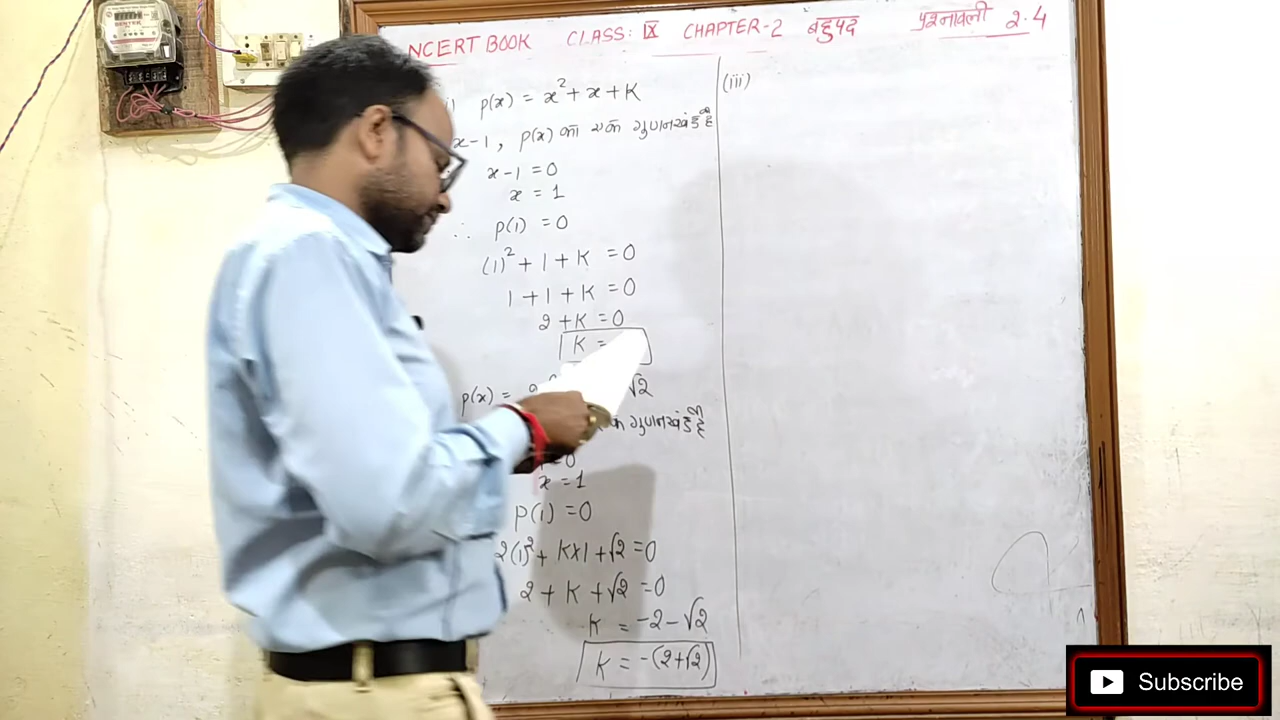 NCERT BOOK CLASS: IX CHAPTER-2 बहुपद प्रश्नावली 2.4
p(x) = x² + x + K
x-1, p(x) का एक गुणनखंड है
x-1 = 0
x = 1
∴ p(1) = 0
(1)² + 1 + K = 0
1 + 1 + K = 0
2 + K = 0
K =
p(x) = √2
गुणनखंड है
=0
x = 1
p(1) = 0
2(1)² + K×1 + √2 = 0
2 + K + √2 = 0
K = -2 - √2
K = -(2+√2)
(iii)
Subscribe